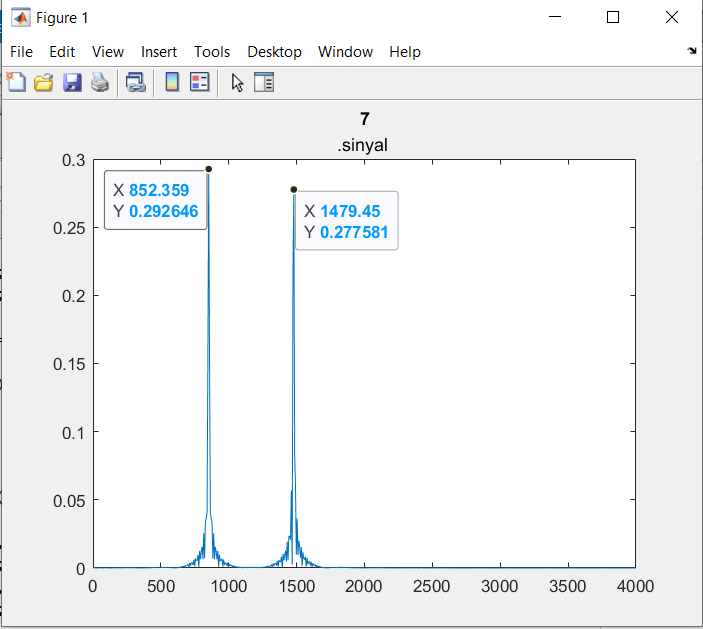 Figure 1
File Edit View Insert Tools Desktop Window Help
7
.sinyal
0.3
0.25
0.2
0.15
0.1
0.05
0
X 852.359
Y 0.292646
X 1479.45
Y 0.277581
0 500 1000 1500 2000 2500 3000 3500 4000